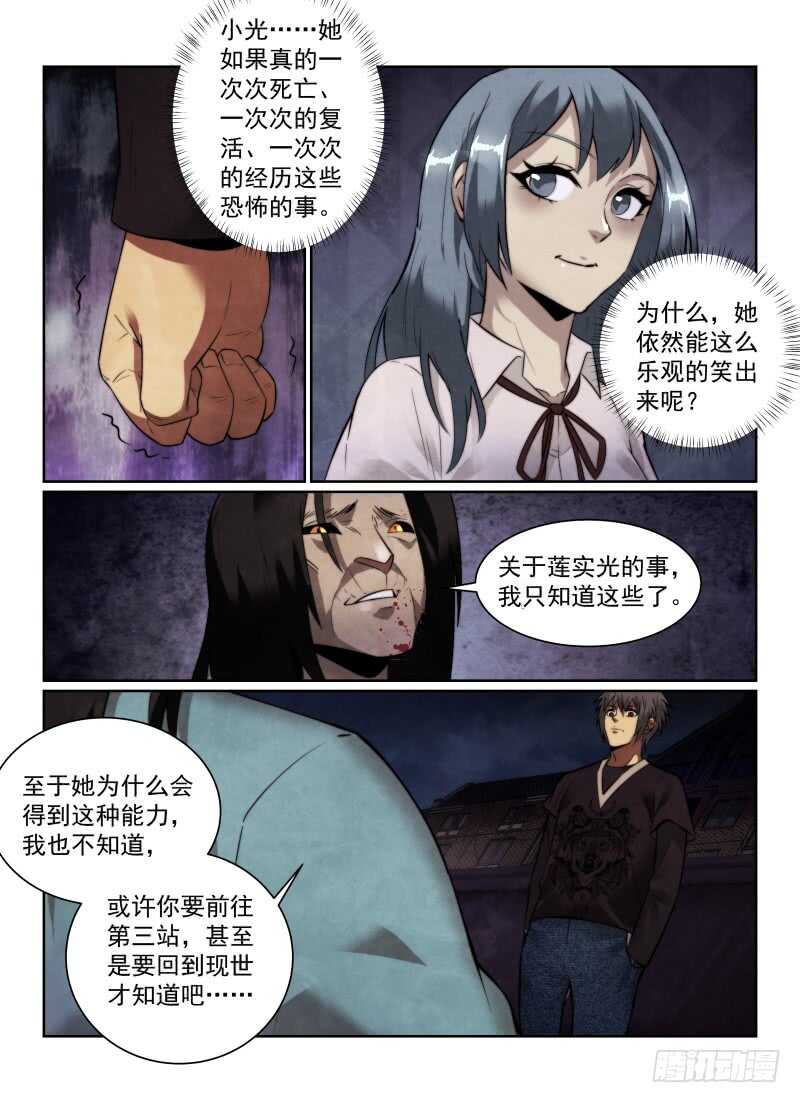 小光……她
如果真的一
次次死亡、
一次次的复
活、一次次
的经历这些
恐怖的事。
为什么，她
依然能这么
乐观的笑出
来呢？
关于莲实光的事，
我只知道这些了。
至于她为什么会
得到这种能力，
我也不知道，
或许你要前往
第三站，甚至
是要回到现世
才知道吧……
腾讯动漫